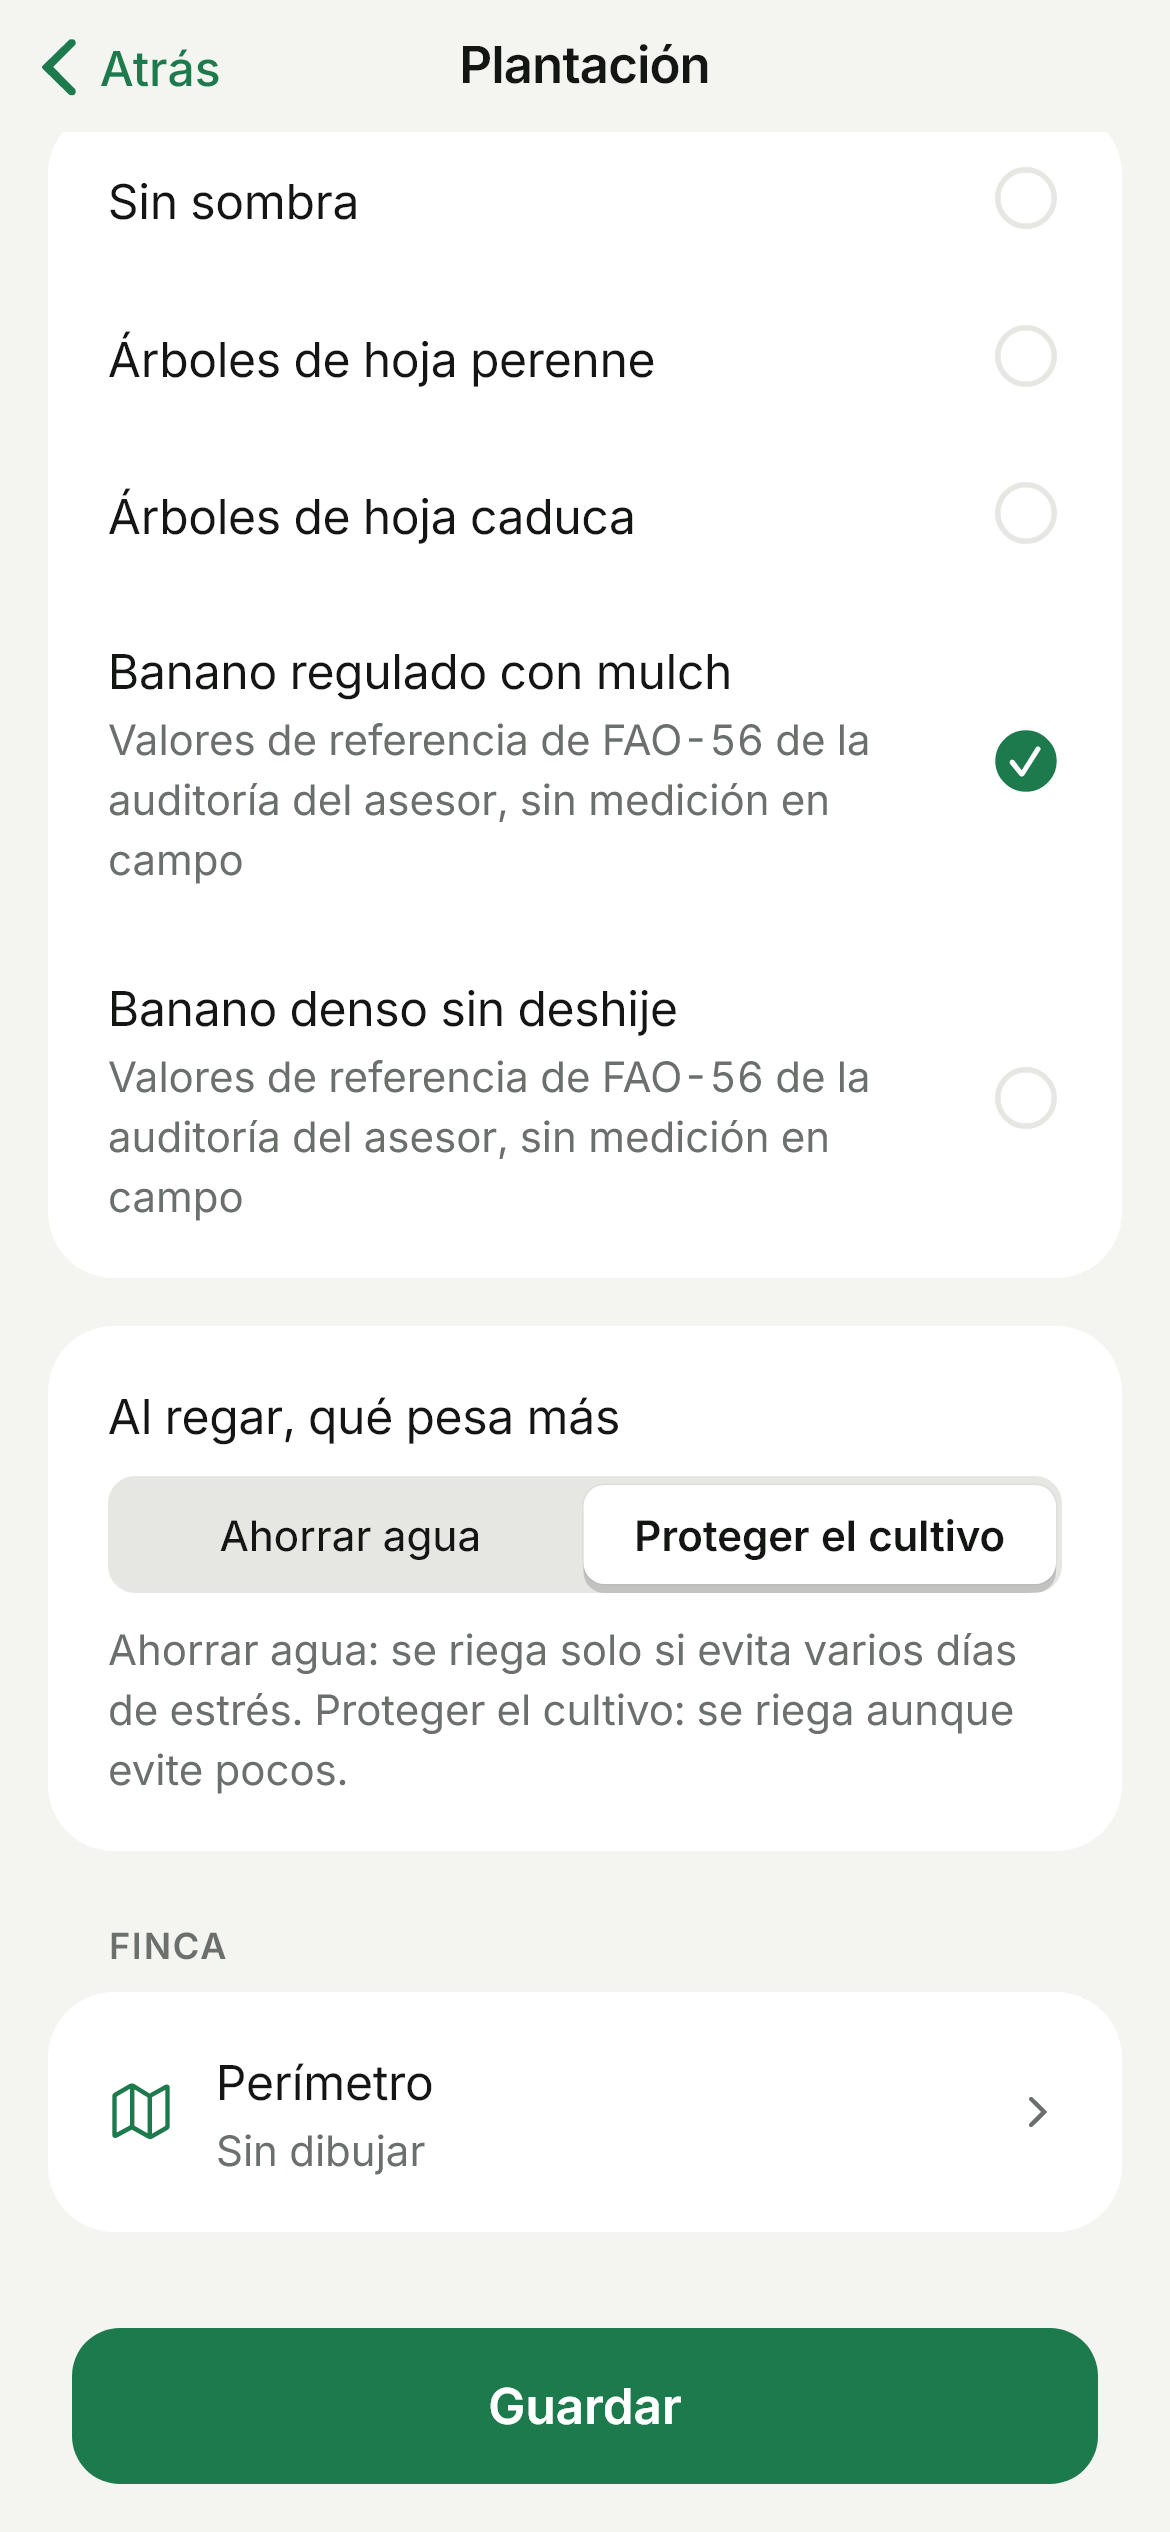 Atrás
Plantación
Sin sombra
Árboles de hoja perenne
Árboles de hoja caduca
Banano regulado con mulch
Valores de referencia de FAO-56 de la
auditoría del asesor, sin medición en
campo
Banano denso sin deshije
Valores de referencia de FAO-56 de la
auditoría del asesor, sin medición en
campo
Al regar, qué pesa más
Ahorrar agua
Proteger el cultivo
Ahorrar agua: se riega solo si evita varios días
de estrés. Proteger el cultivo: se riega aunque
evite pocos.
FINCA
Perímetro
Sin dibujar
Guardar